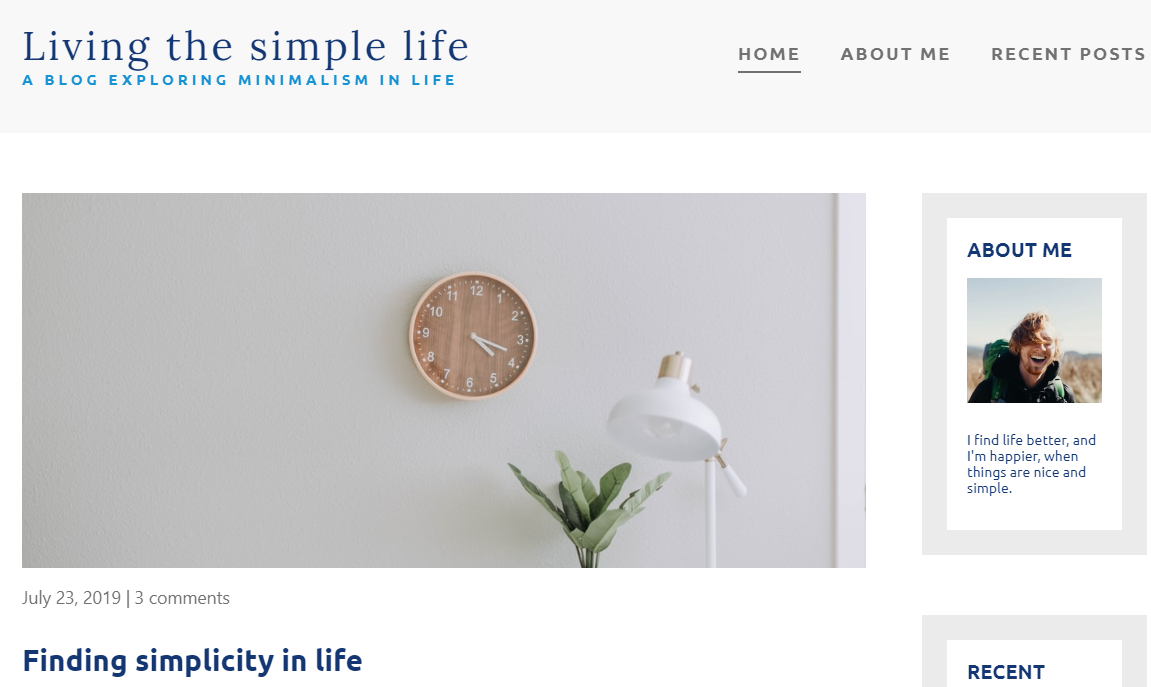 Living the simple life
A BLOG EXPLORING MINIMALISM IN LIFE
HOME ABOUT ME RECENT POSTS
12
1
2
3
4
5
6
7
8
9
10
11
July 23, 2019 | 3 comments
Finding simplicity in life
ABOUT ME
I find life better, and
I'm happier, when
things are nice and
simple.
RECENT